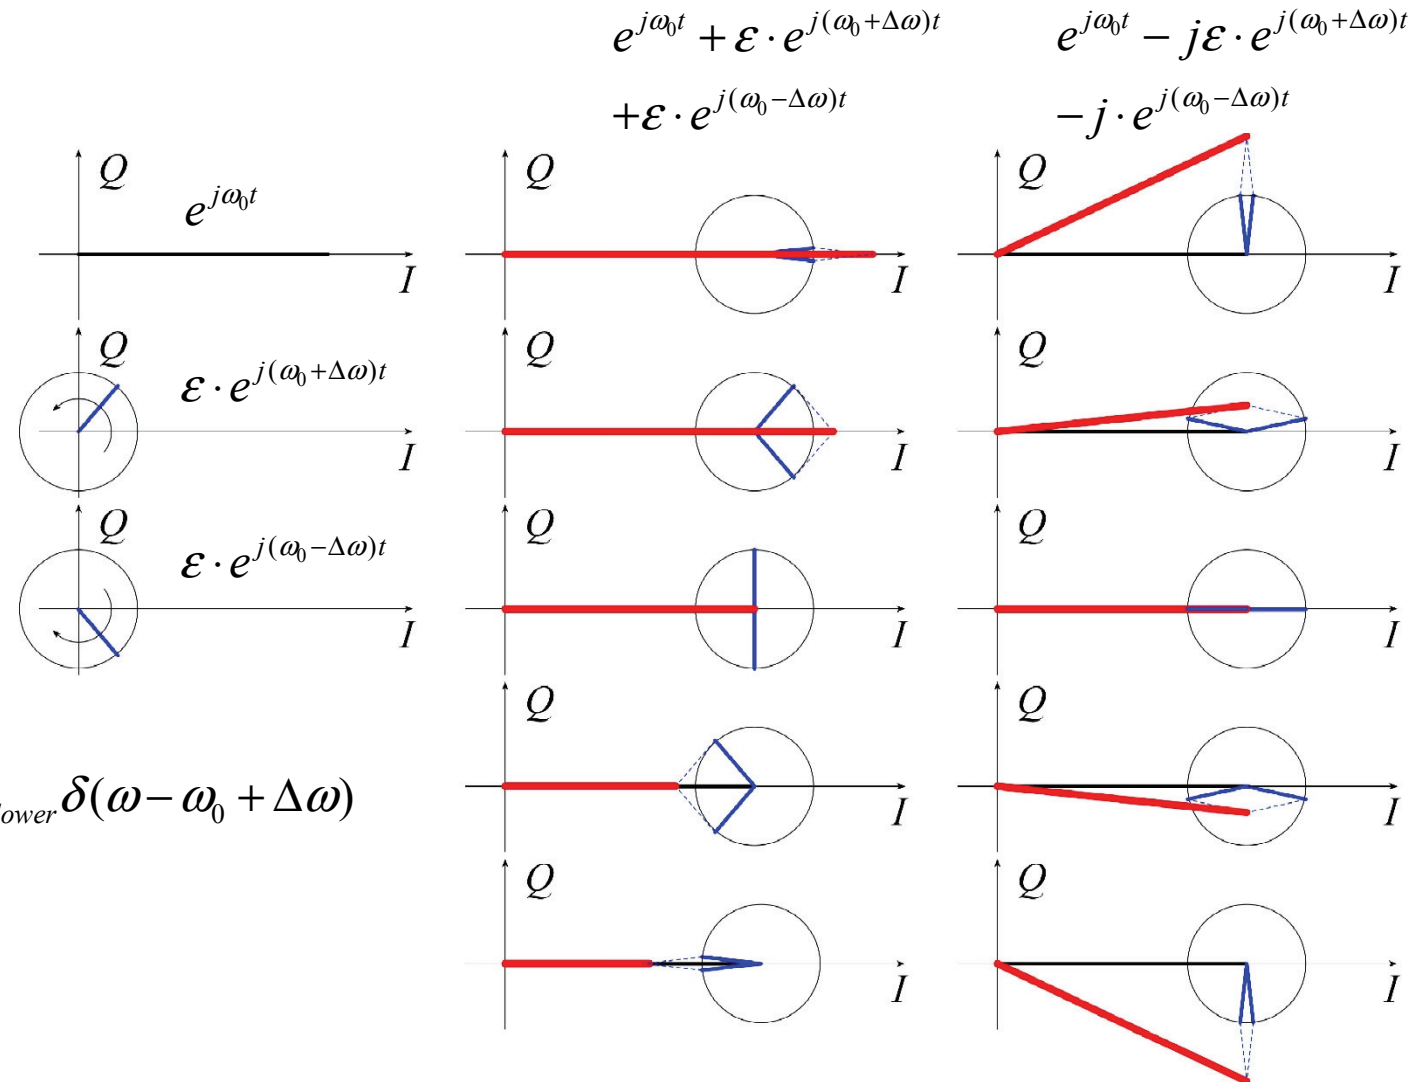 e^{jω₀t} + ε · e^{j(ω₀+Δω)t}
+ε · e^{j(ω₀−Δω)t}
e^{jω₀t} − jε · e^{j(ω₀+Δω)t}
−j · e^{j(ω₀−Δω)t}
Q
e^{jω₀t}
I
Q
I
Q
I
Q
ε · e^{j(ω₀+Δω)t}
I
Q
I
Q
I
Q
ε · e^{j(ω₀−Δω)t}
I
Q
I
Q
I
δ(ω − ω₀ + Δω)
Q
I
Q
I
Q
I
Q
I